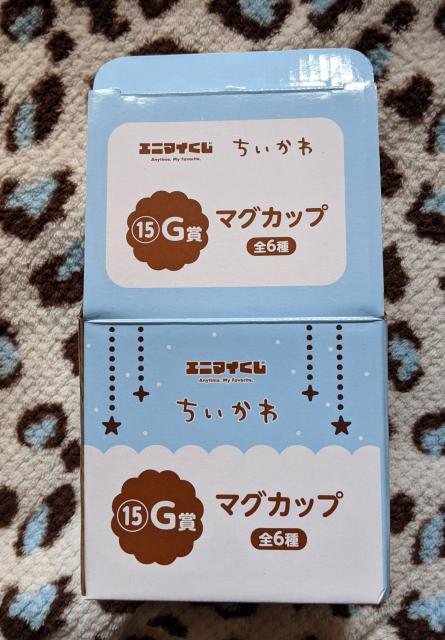 エニマイくじ ちいかわ
Anytime. My Favorite.
⑮G賞 マグカップ
全6種
エニマイくじ
Anytime. My Favorite.
ちいかわ
⑮G賞 マグカップ
全6種